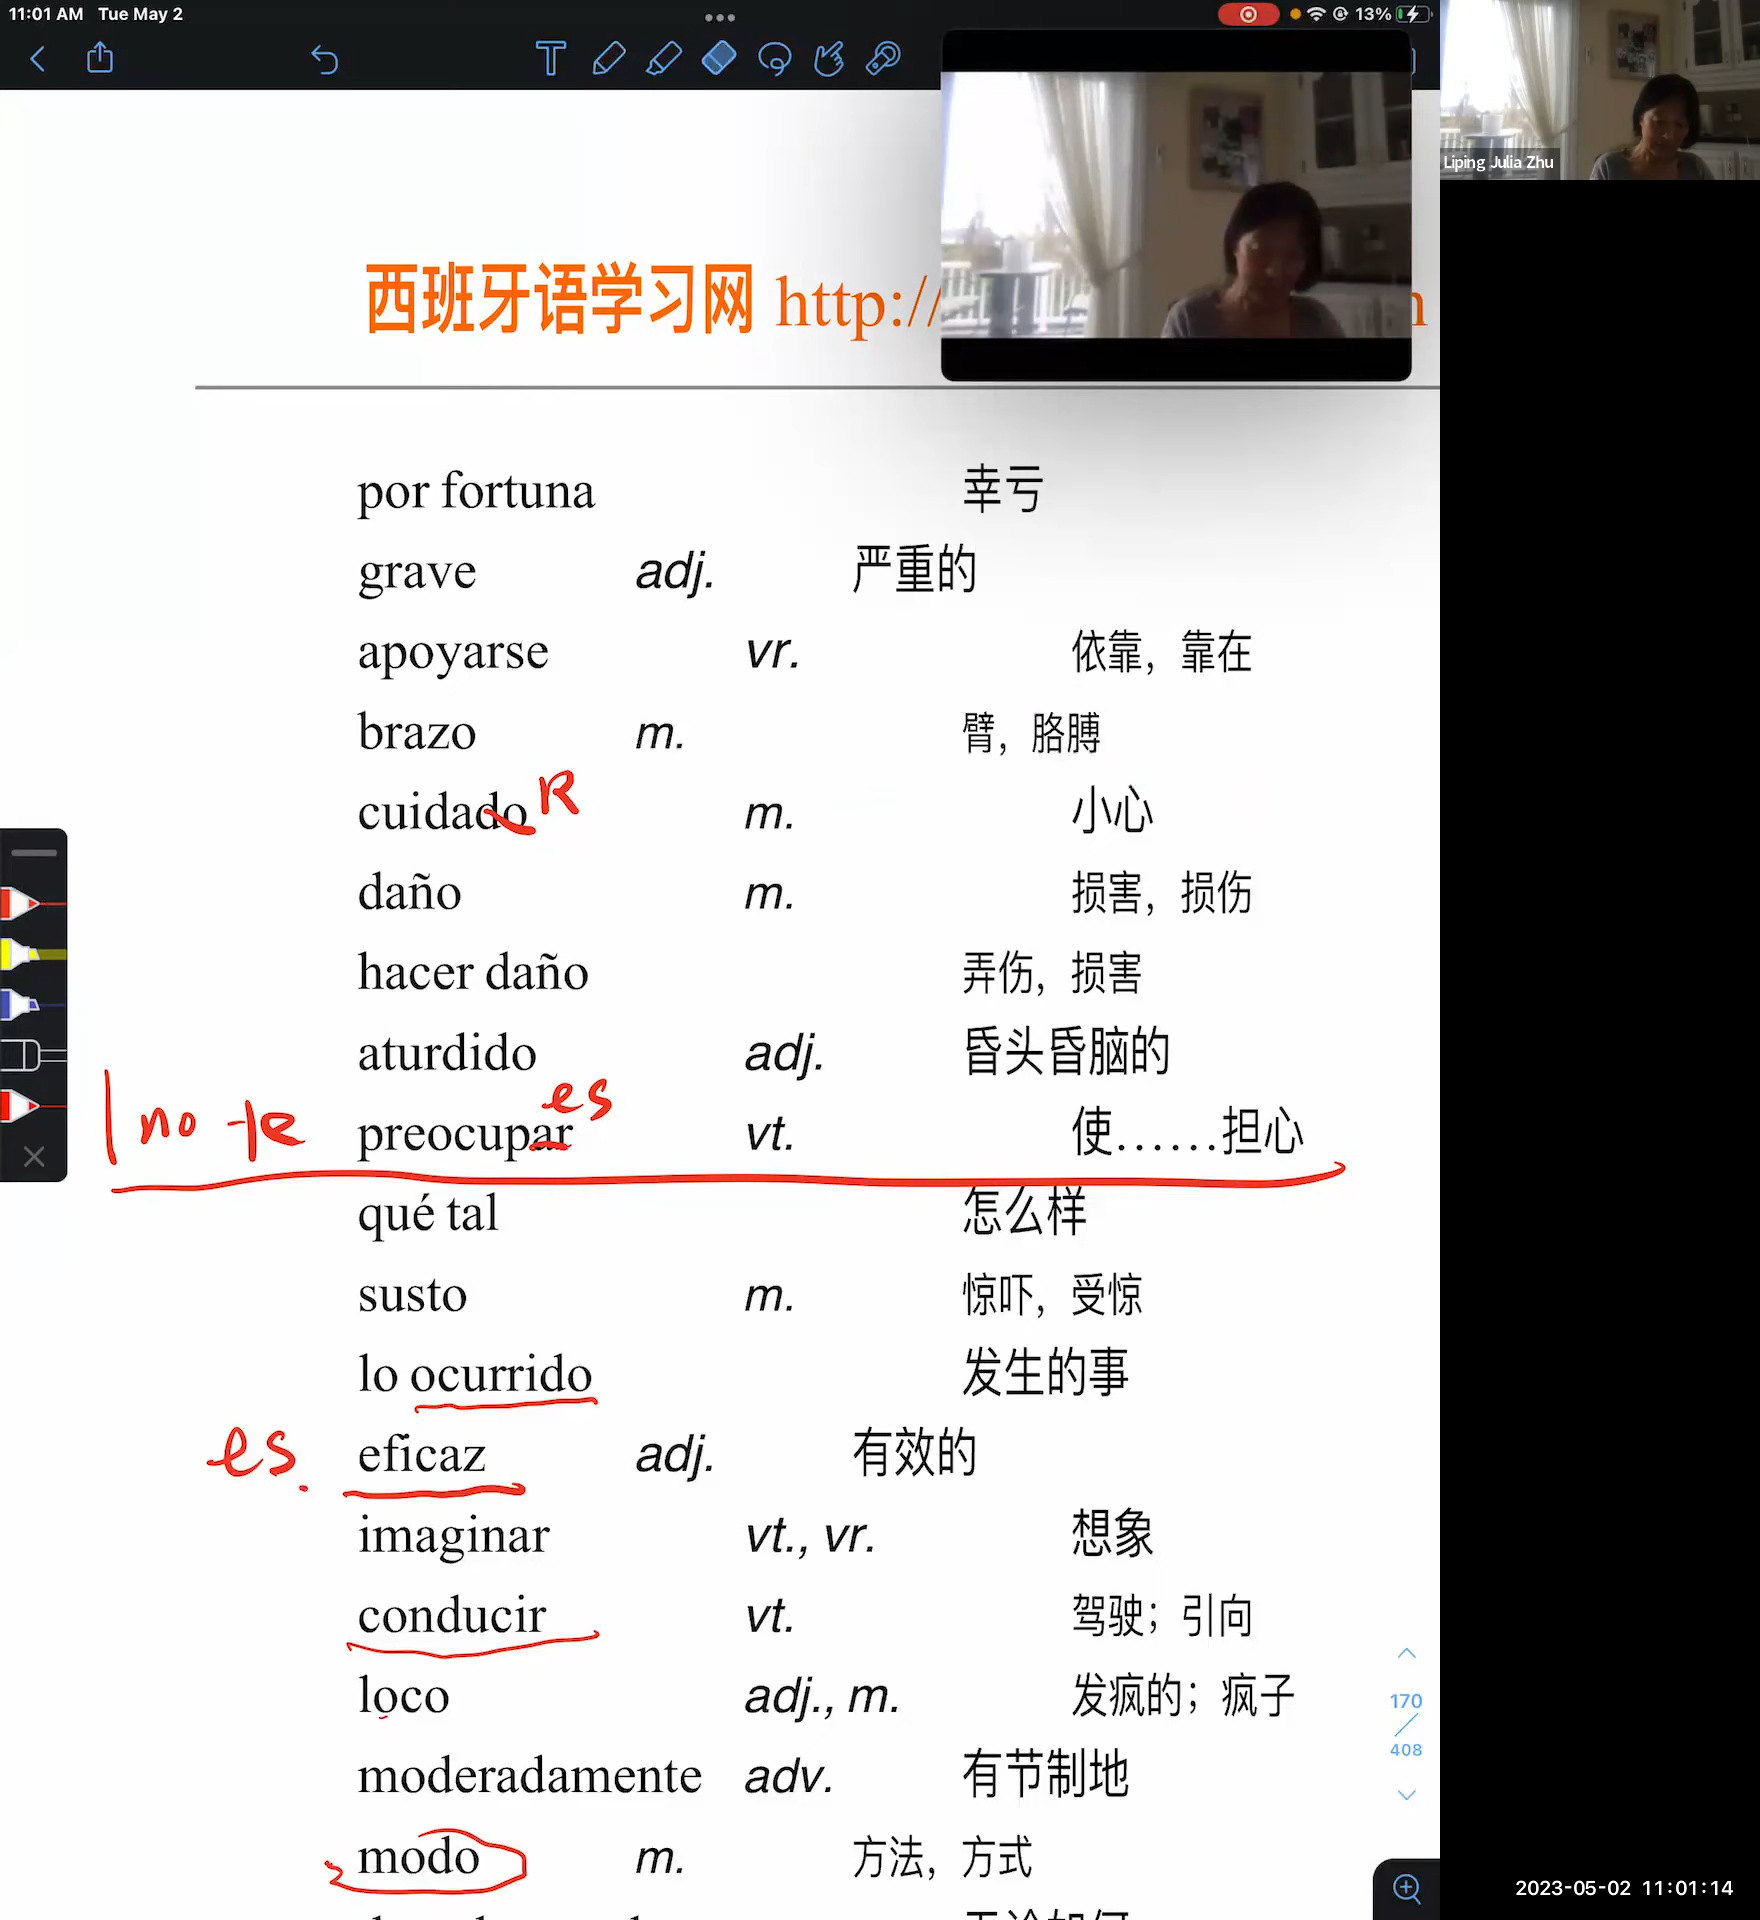 11:01 AM Tue May 2
13%
Liping Julia Zhu
西班牙语学习网 http://
por fortuna 幸亏
grave adj. 严重的
apoyarse vr. 依靠，靠在
brazo m. 臂，胳膊
cuidado R m. 小心
daño m. 损害，损伤
hacer daño 弄伤，损害
aturdido adj. 昏头昏脑的
es
no te preocupar vt. 使……担心
qué tal 怎么样
susto m. 惊吓，受惊
lo ocurrido 发生的事
es. eficaz adj. 有效的
imaginar vt., vr. 想象
conducir vt. 驾驶；引向
loco adj., m. 发疯的；疯子
170
408
moderadamente adv. 有节制地
modo m. 方法，方式
2023-05-02 11:01:14